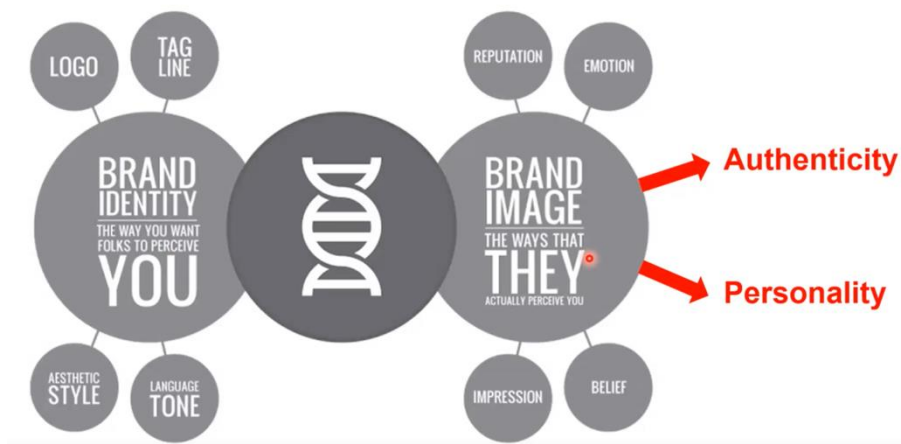 LOGO
TAG
LINE
BRAND
IDENTITY
THE WAY YOU WANT
FOLKS TO PERCEIVE
YOU
AESTHETIC
STYLE
LANGUAGE
TONE
REPUTATION
EMOTION
BRAND
IMAGE
THE WAYS THAT
THEY
ACTUALLY PERCEIVE YOU
IMPRESSION
BELIEF
Authenticity
Personality